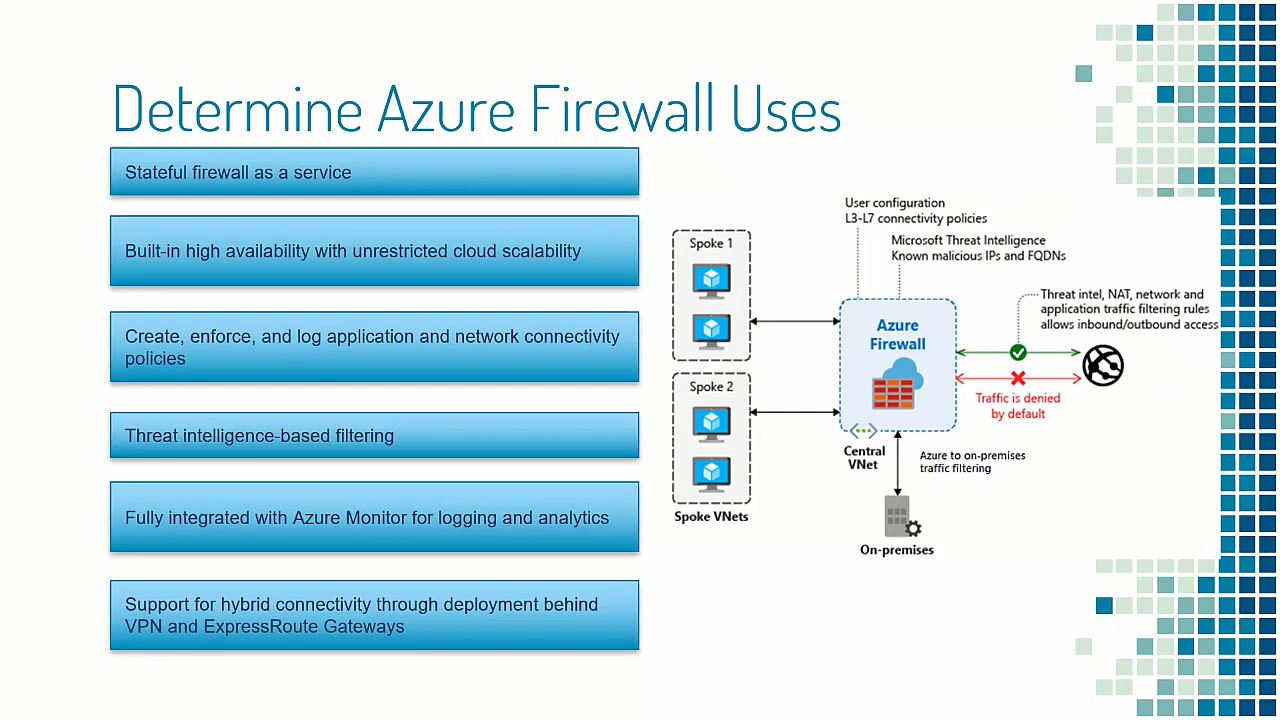 Determine Azure Firewall Uses
Stateful firewall as a service
Built-in high availability with unrestricted cloud scalability
Create, enforce, and log application and network connectivity
policies
Threat intelligence-based filtering
Fully integrated with Azure Monitor for logging and analytics
Support for hybrid connectivity through deployment behind
VPN and ExpressRoute Gateways
User configuration
L3-L7 connectivity policies
Microsoft Threat Intelligence
Known malicious IPs and FQDNs
Spoke 1
Spoke 2
Spoke VNets
Azure
Firewall
Threat intel, NAT, network and
application traffic filtering rules
allows inbound/outbound access
Traffic is denied
by default
Central
VNet
Azure to on-premises
traffic filtering
On-premises